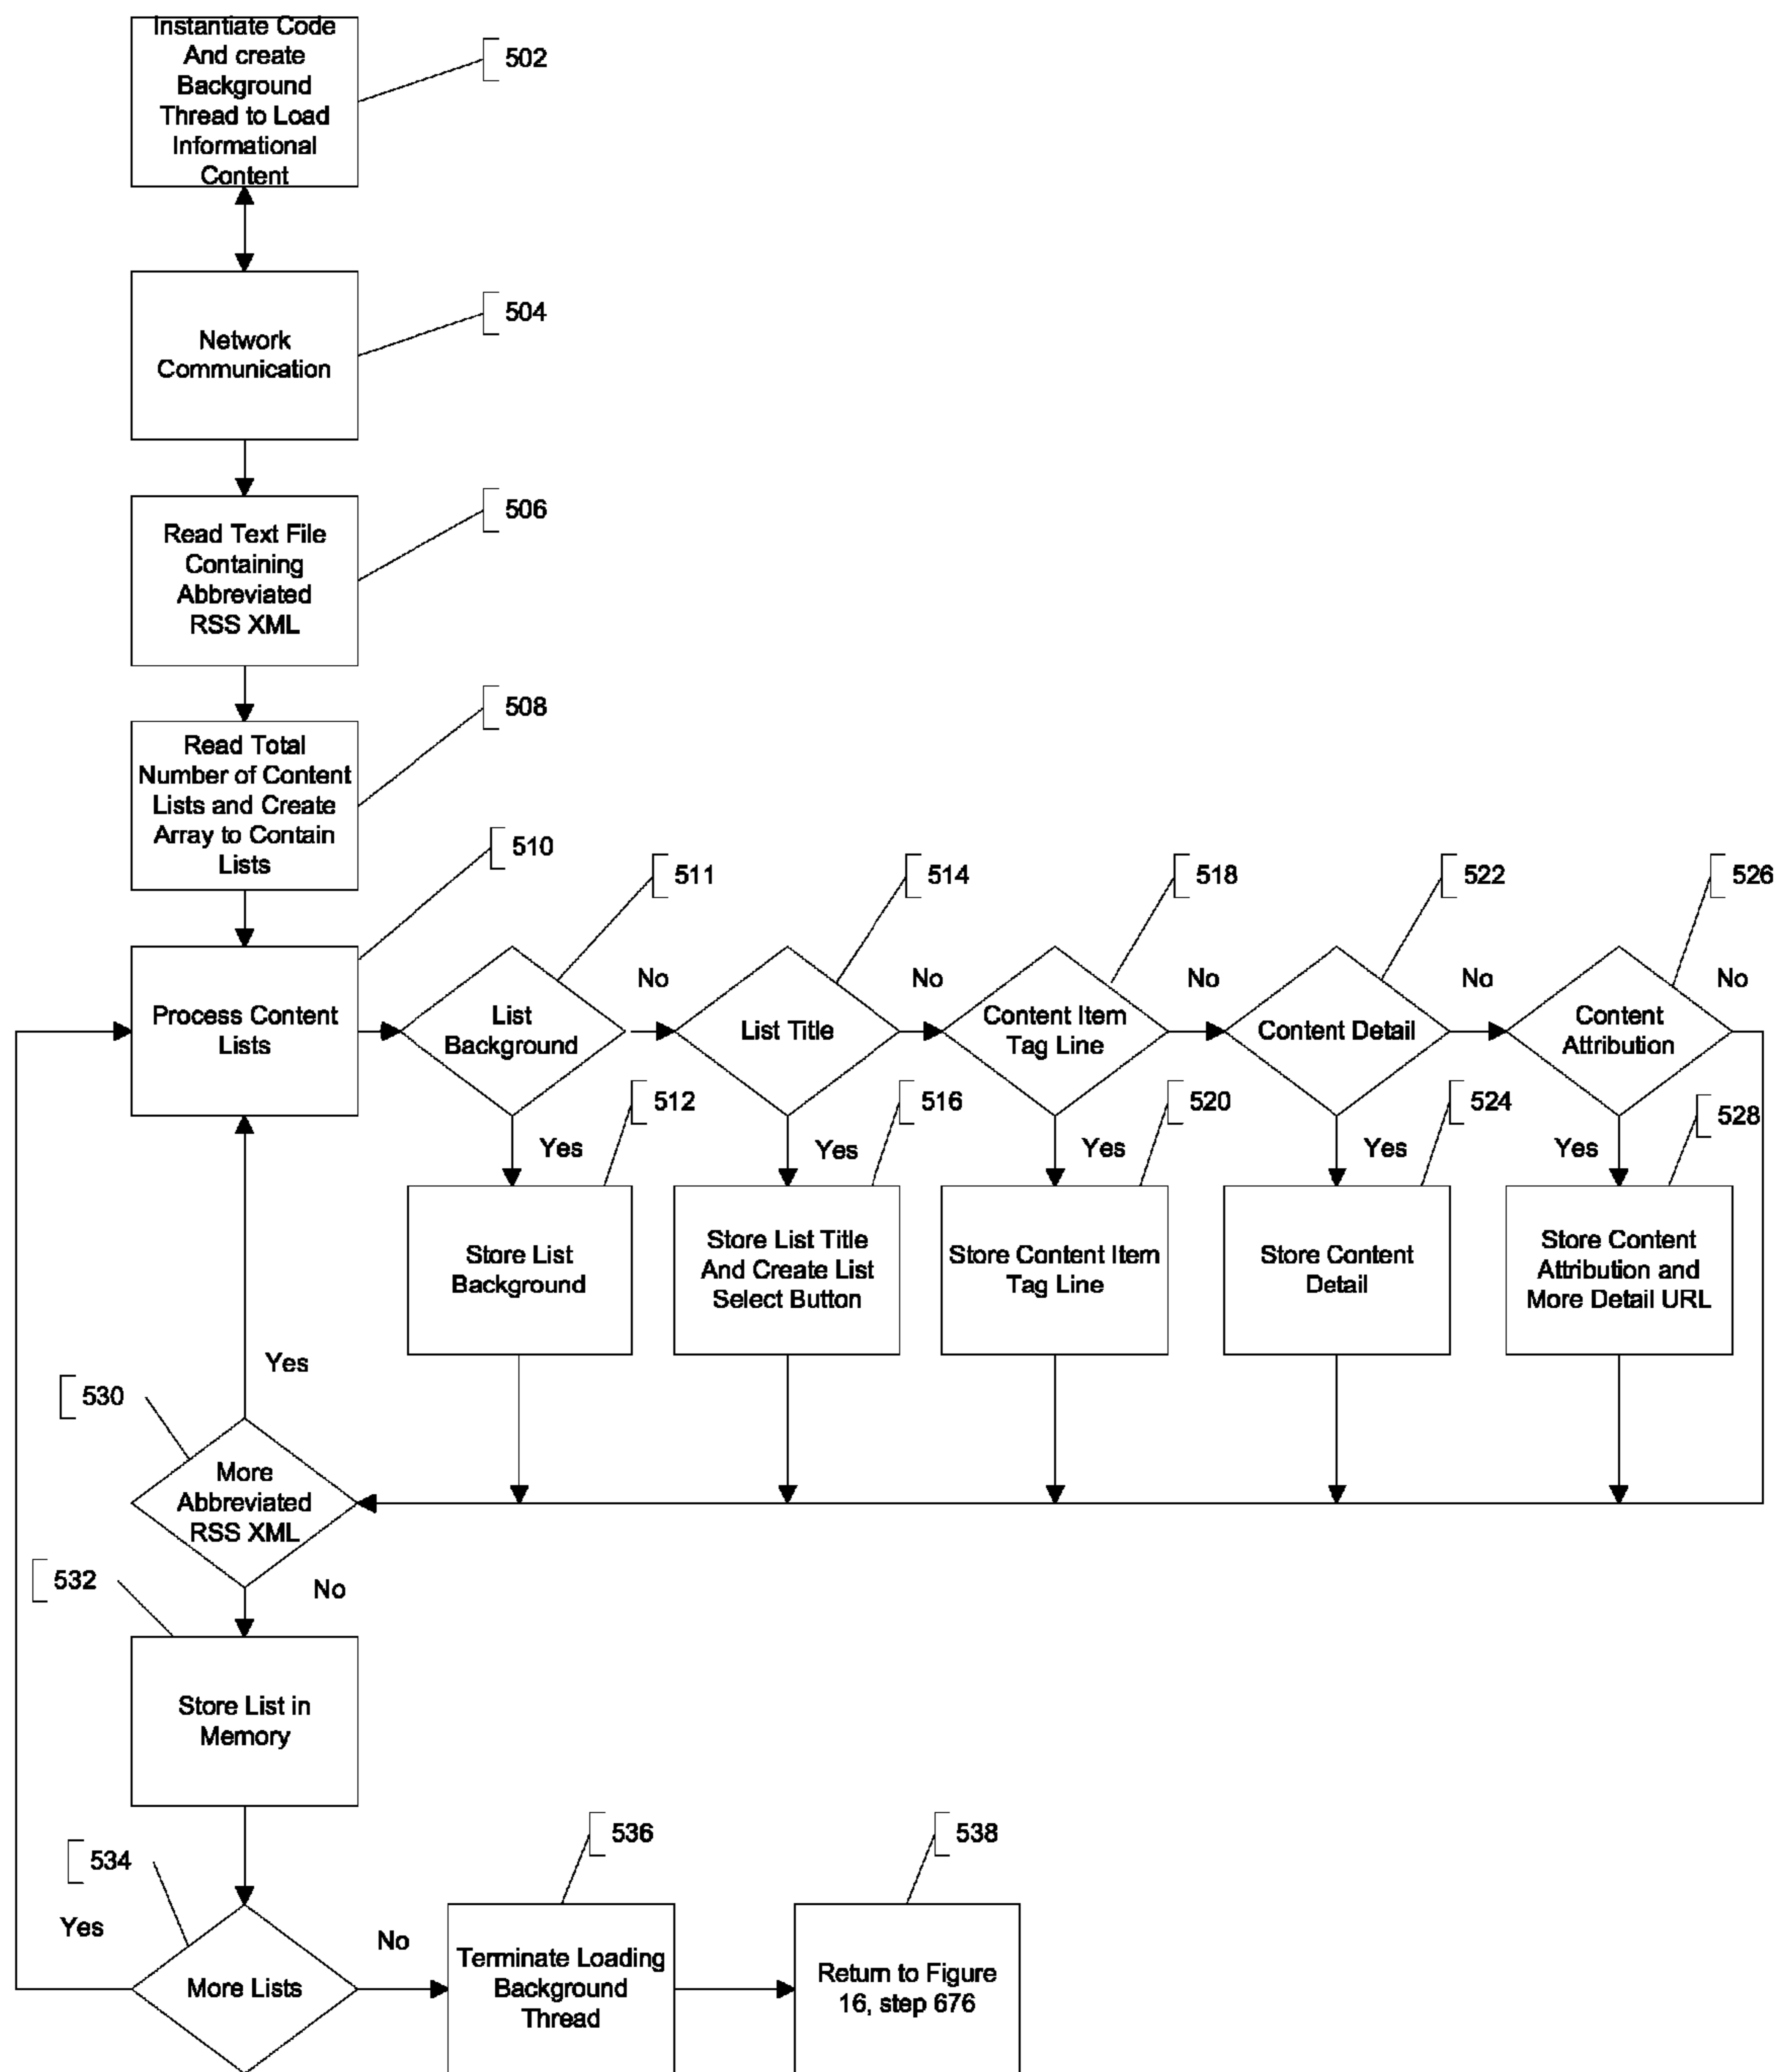 Instantiate Code
And create
Background
Thread to Load
Informational
Content
502
Network
Communication
504
Read Text File
Containing
Abbreviated
RSS XML
506
Read Total
Number of Content
Lists and Create
Array to Contain
Lists
508
510
511
514
518
522
526
Process Content
Lists
List
Background
No
List Title
No
Content Item
Tag Line
No
Content Detail
No
Content
Attribution
No
512
516
520
524
528
Yes
Yes
Yes
Yes
Yes
Store List
Background
Store List Title
And Create List
Select Button
Store Content Item
Tag Line
Store Content
Detail
Store Content
Attribution and
More Detail URL
Yes
530
More
Abbreviated
RSS XML
532
No
Store List in
Memory
534
536
538
Yes
More Lists
No
Terminate Loading
Background
Thread
Return to Figure
16, step 676